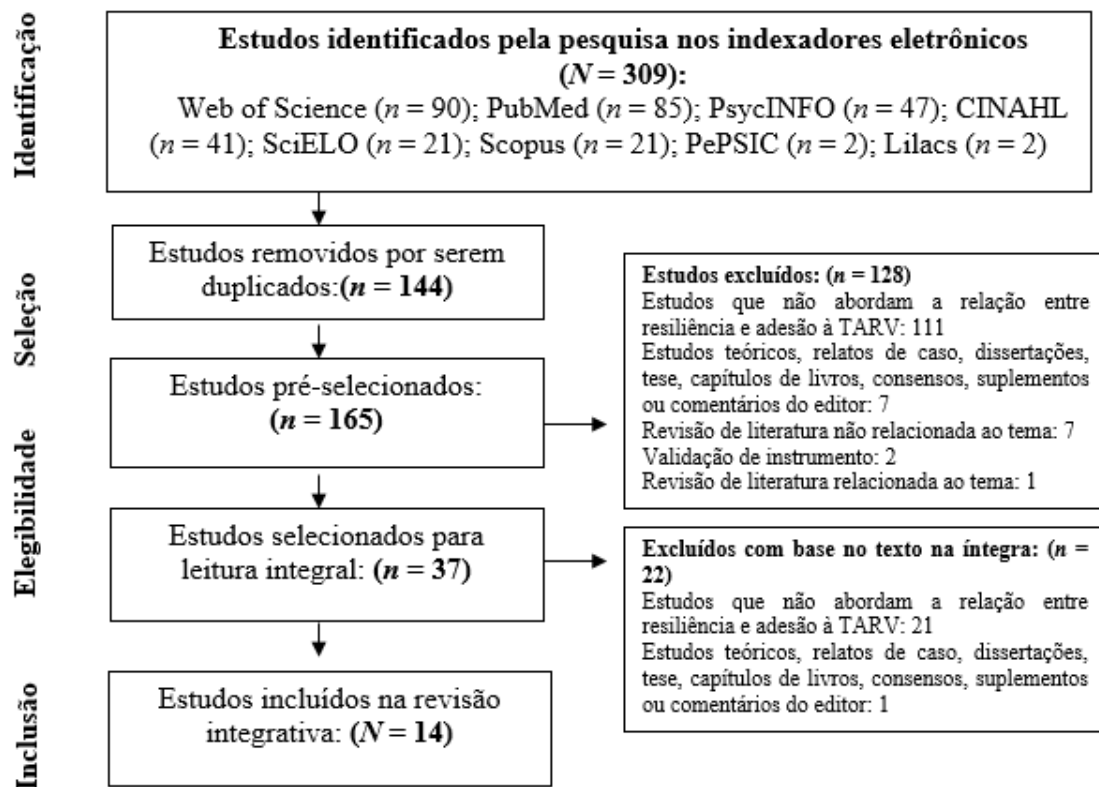 Identificação
Estudos identificados pela pesquisa nos indexadores eletrônicos
(N = 309):
Web of Science (n = 90); PubMed (n = 85); PsycINFO (n = 47); CINAHL
(n = 41); SciELO (n = 21); Scopus (n = 21); PePSIC (n = 2); Lilacs (n = 2)
Seleção
Estudos removidos por serem
duplicados:(n = 144)
Estudos pré-selecionados:
(n = 165)
Estudos excluídos: (n = 128)
Estudos que não abordam a relação entre
resiliência e adesão à TARV: 111
Estudos teóricos, relatos de caso, dissertações,
tese, capítulos de livros, consensos, suplementos
ou comentários do editor: 7
Revisão de literatura não relacionada ao tema: 7
Validação de instrumento: 2
Revisão de literatura relacionada ao tema: 1
Elegibilidade
Estudos selecionados para
leitura integral: (n = 37)
Excluídos com base no texto na íntegra: (n =
22)
Estudos que não abordam a relação entre
resiliência e adesão à TARV: 21
Estudos teóricos, relatos de caso, dissertações,
tese, capítulos de livros, consensos, suplementos
ou comentários do editor: 1
Inclusão
Estudos incluídos na revisão
integrativa: (N = 14)